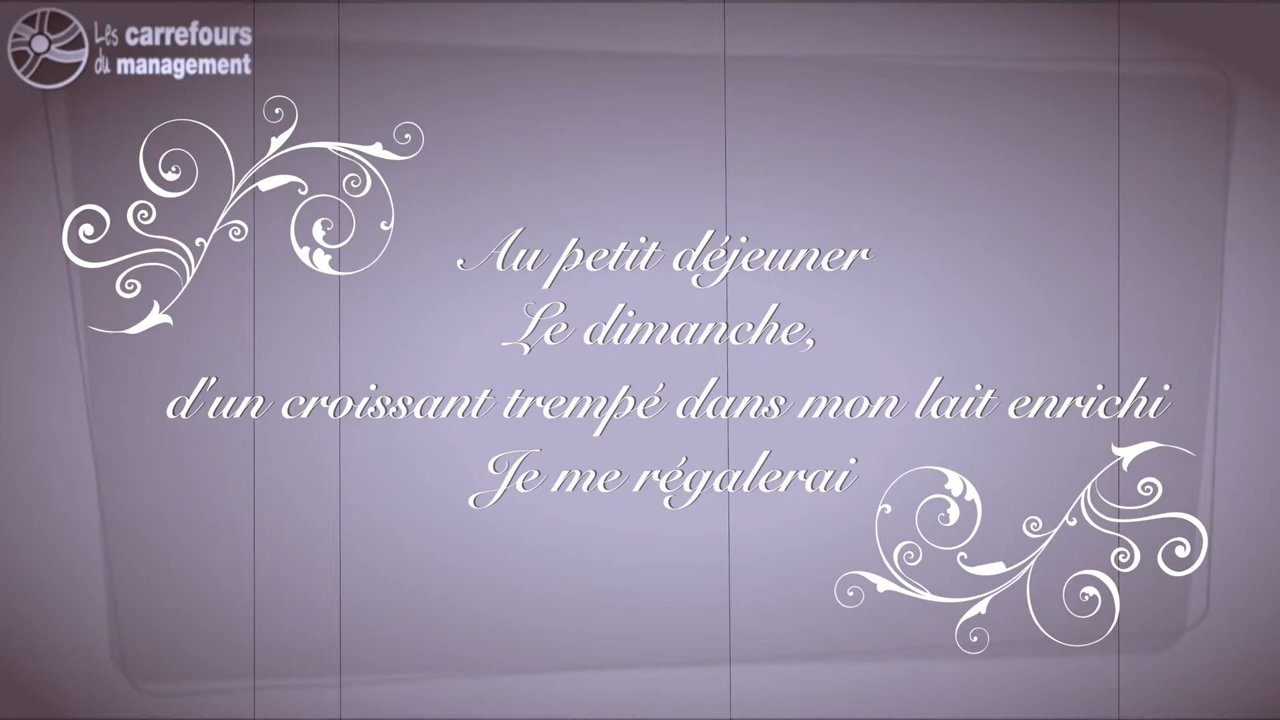 Les carrefours
du management
Au petit déjeuner
Le dimanche,
d'un croissant trempé dans mon lait enrichi
Je me régalerai